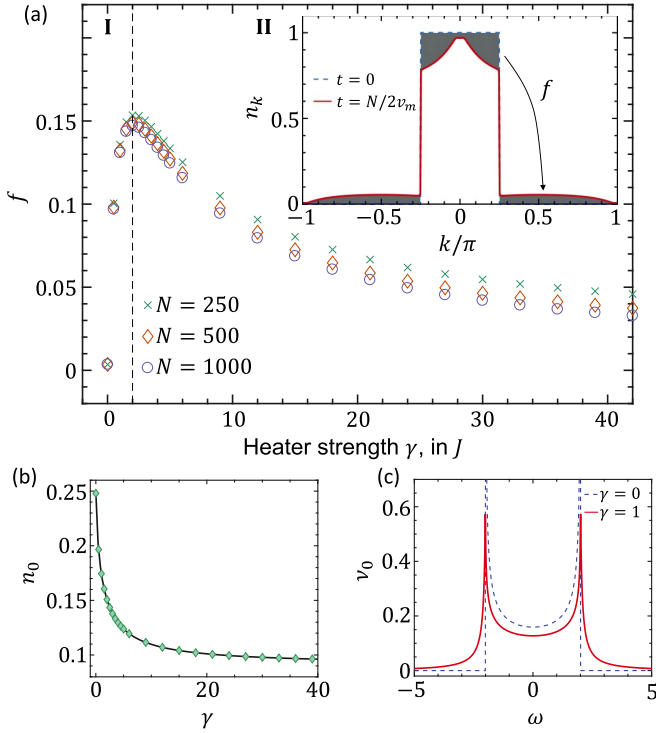 (a)
I
II
f
0.15
0.1
0.05
0
N = 250
N = 500
N = 1000
0 10 20 30 40
Heater strength γ, in J
n_k
1
0.5
0
t = 0
t = N/2v_m
f
-1 -0.5 0 0.5 1
k/π
(b)
n_0
0.25
0.2
0.15
0.1
0 20 40
γ
(c)
ν_0
0.6
0.4
0.2
0
γ = 0
γ = 1
-5 0 5
ω